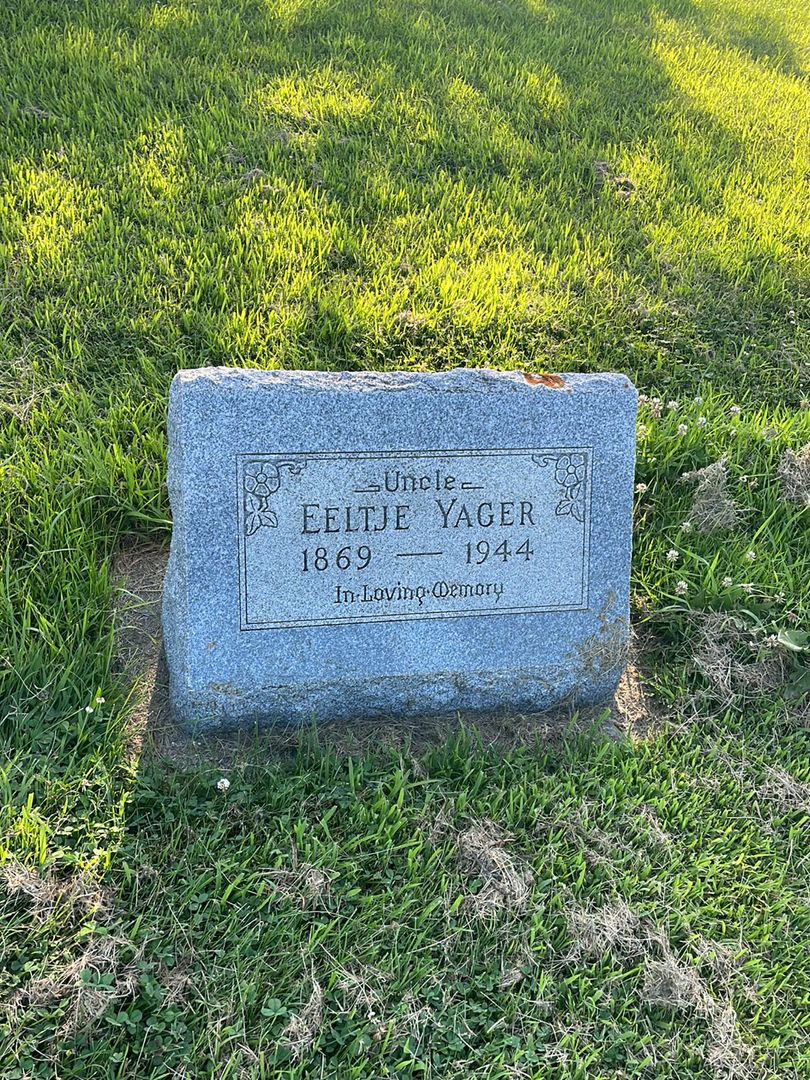 Uncle
EELTJE YAGER
1869 — 1944
In·Loving·Memory